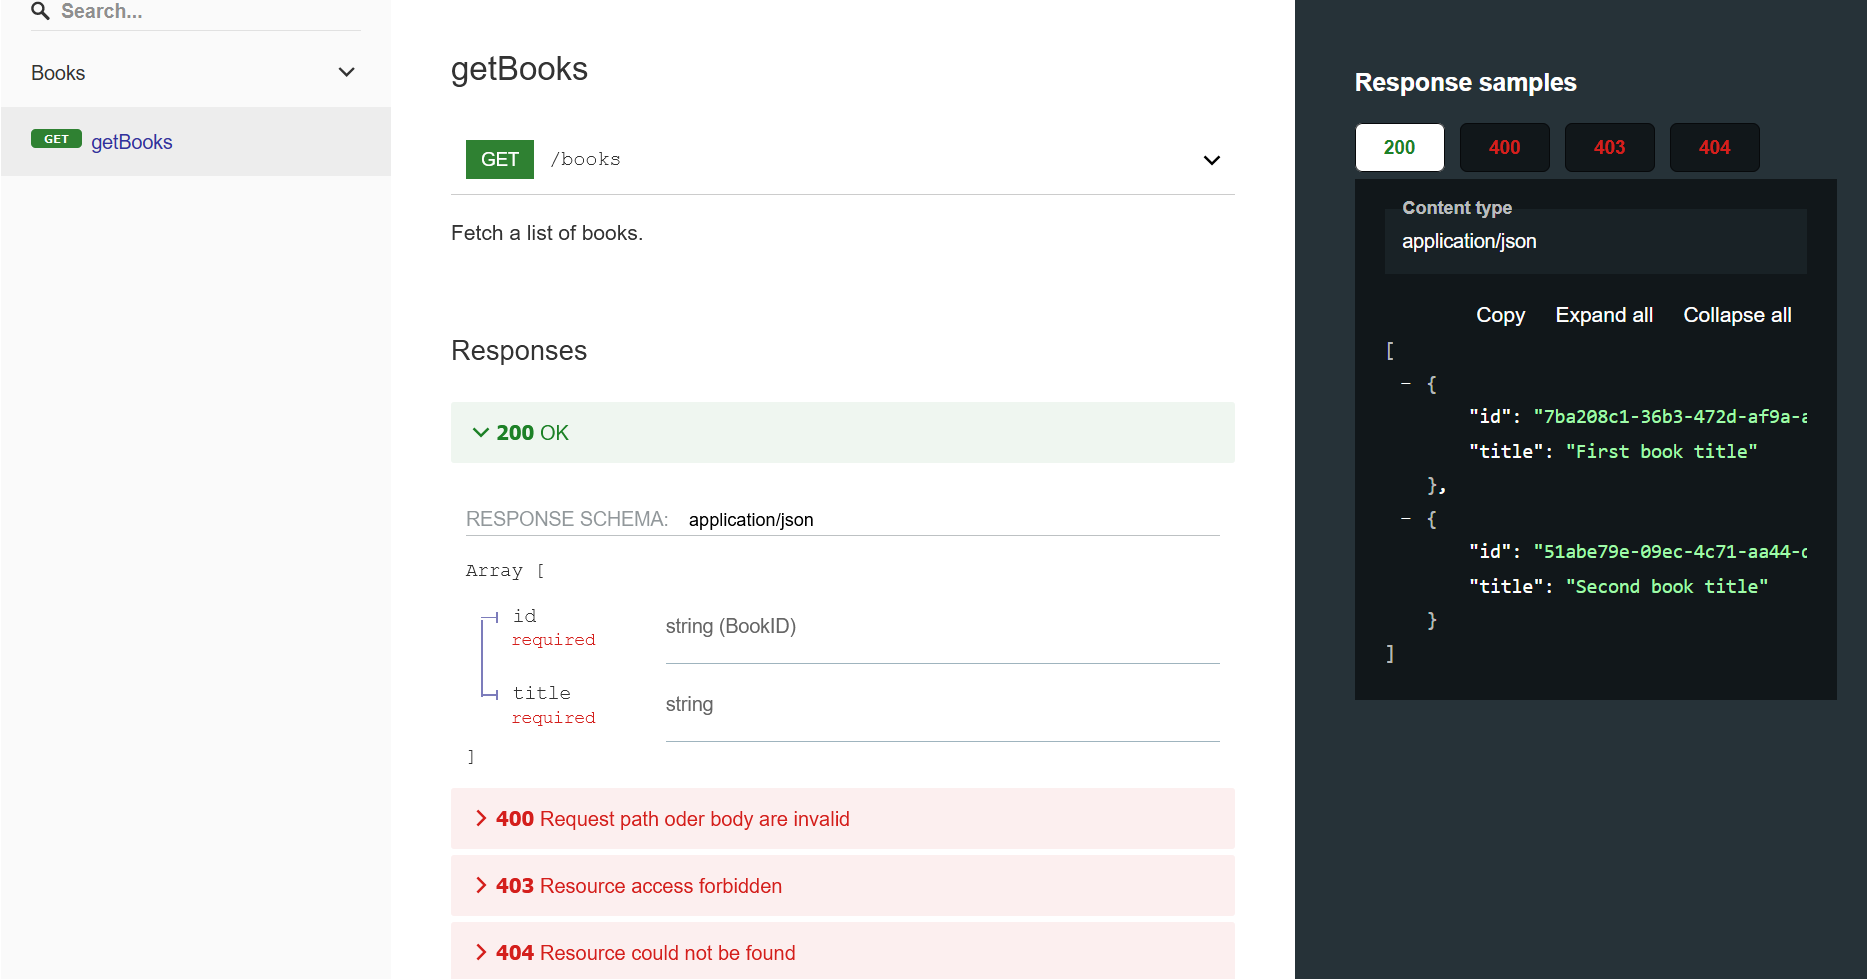 Search...
Books
GET getBooks
getBooks
GET /books
Fetch a list of books.
Responses
200 OK
RESPONSE SCHEMA: application/json
Array [
id
required
string (BookID)
title
required
string
]
400 Request path oder body are invalid
403 Resource access forbidden
404 Resource could not be found
Response samples
200 400 403 404
Content type
application/json
Copy Expand all Collapse all
[
- {
"id": "7ba208c1-36b3-472d-af9a-a
"title": "First book title"
},
- {
"id": "51abe79e-09ec-4c71-aa44-
"title": "Second book title"
}
]